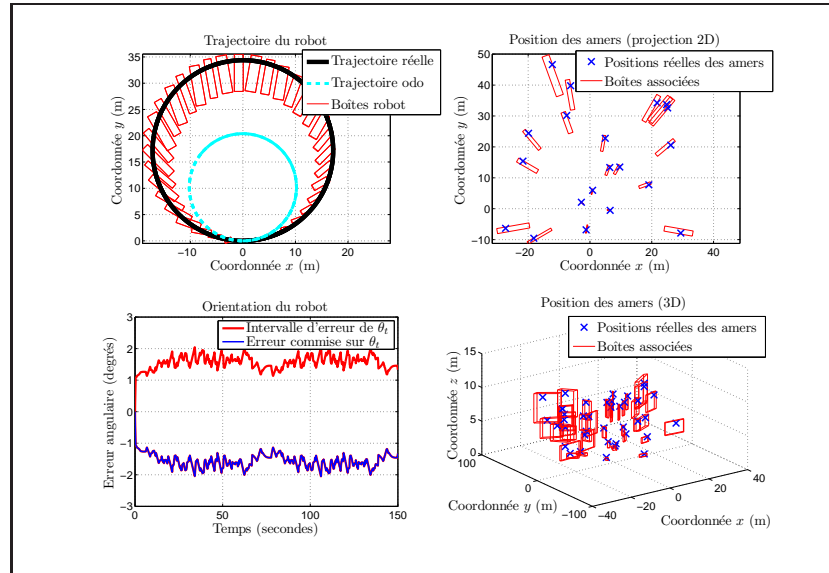 Trajectoire du robot
Trajectoire réelle
Trajectoire odo
Boîtes robot
Coordonnée y (m)
40
35
30
25
20
15
10
5
0
−20 −10 0 10 20
Coordonnée x (m)
Position des amers (projection 2D)
Positions réelles des amers
Boîtes associées
Coordonnée y (m)
50
40
30
20
10
0
−10
−20 0 20 40
Coordonnée x (m)
Orientation du robot
Intervalle d'erreur de θt
Erreur commise sur θt
Erreur angulaire (degrés)
3
2
1
0
−1
−2
−3
0 50 100 150
Temps (secondes)
Position des amers (3D)
Positions réelles des amers
Boîtes associées
Coordonnée z (m)
15
10
5
0
100
0
−100
Coordonnée y (m)
−40
−20
0
20
40
Coordonnée x (m)